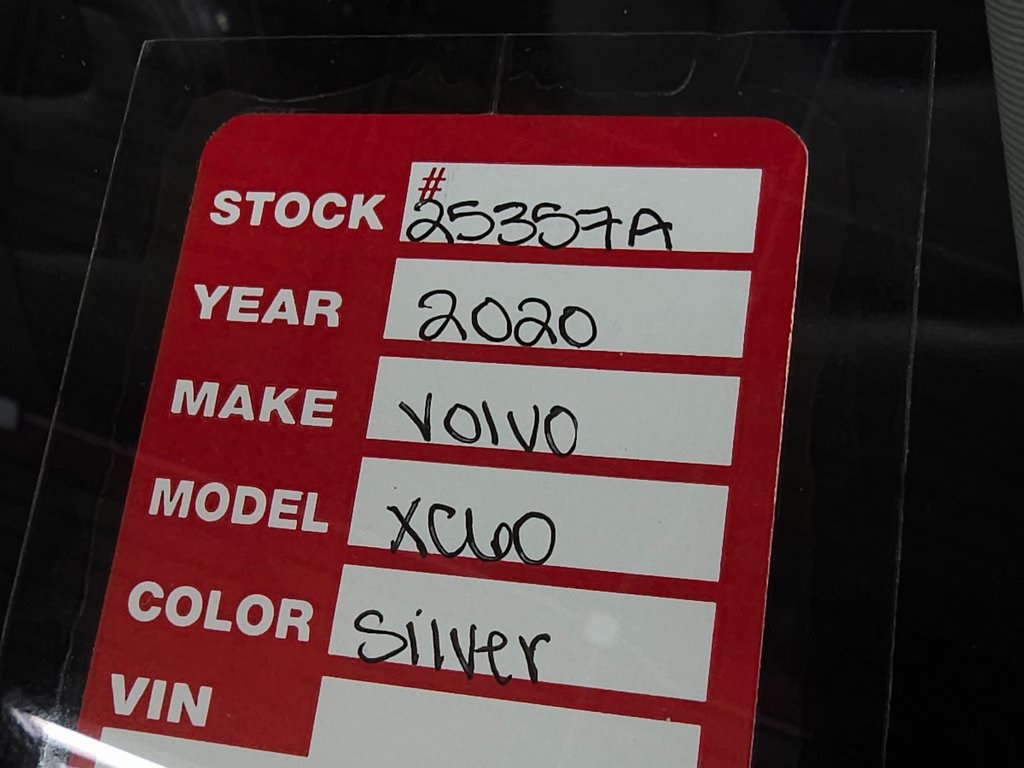 STOCK #25357A
YEAR 2020
MAKE VOLVO
MODEL XC60
COLOR Silver
VIN